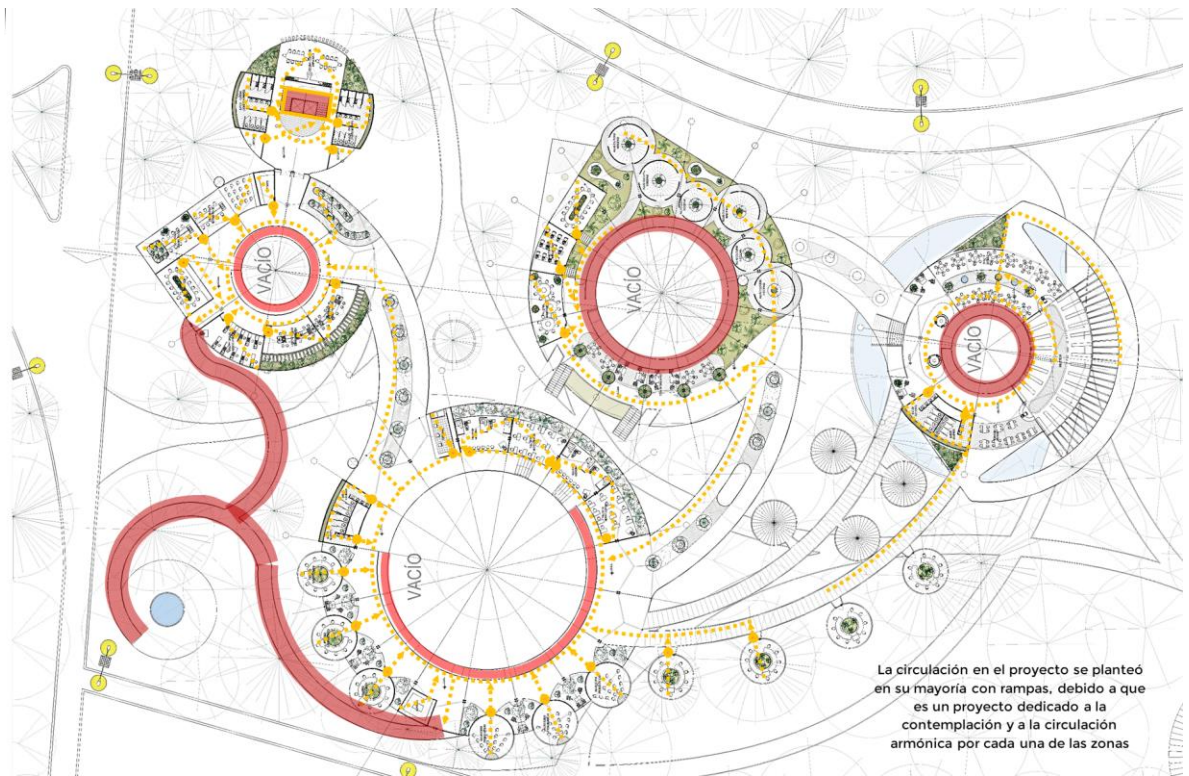 VACÍO
VACÍO
VACÍO
VACÍO
La circulación en el proyecto se planteó
en su mayoría con rampas, debido a que
es un proyecto dedicado a la
contemplación y a la circulación
armónica por cada una de las zonas